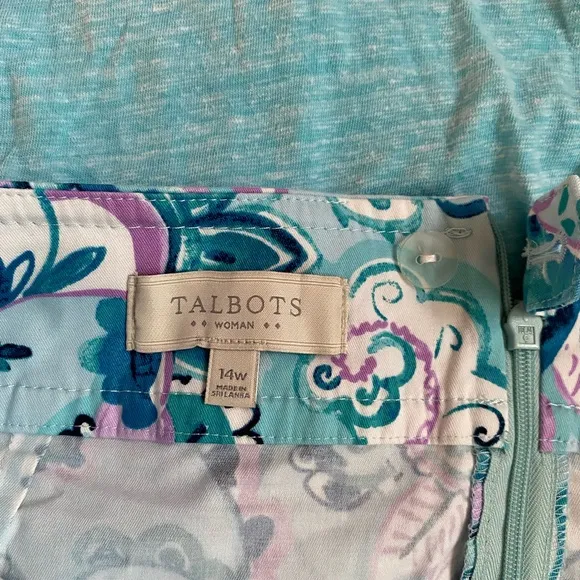 TALBOTS
WOMAN
14W
MADE IN
SRI LANKA